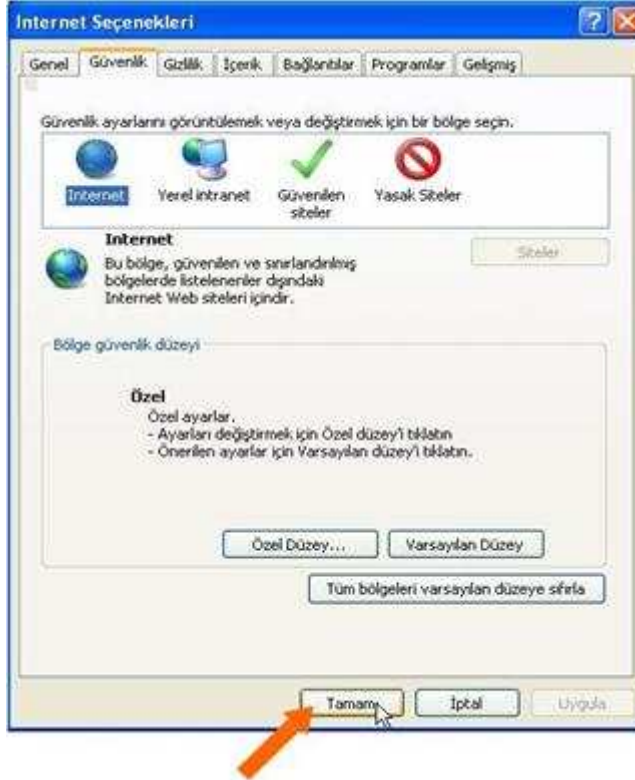 Internet Seçenekleri
Genel Güvenlik Gizlilik İçerik Bağlantılar Programlar Gelişmiş
Güvenlik ayarlarını görüntülemek veya değiştirmek için bir bölge seçin.
Internet Yerel intranet Güvenilen siteler Yasak Siteler
Internet
Siteler
Bu bölge, güvenilen ve sınırlandırılmış
bölgelerde listelenenler dışındaki
Internet Web siteleri içindir.
Bölge güvenlik düzeyi
Özel
Özel ayarlar.
- Ayarları değiştirmek için Özel düzey'i tıklatın
- Önerilen ayarlar için Varsayılan düzey'i tıklatın.
Özel Düzey... Varsayılan Düzey
Tüm bölgeleri varsayılan düzeye sıfırla
Tamam İptal Uygula